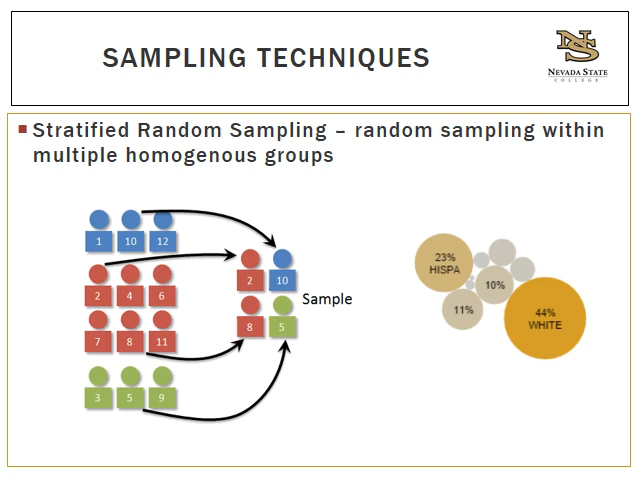 SAMPLING TECHNIQUES
NEVADA STATE
COLLEGE
Stratified Random Sampling – random sampling within
multiple homogenous groups
1 10 12
2 4 6
7 8 11
3 5 9
2 10
8 5
Sample
23%
HISPA
10%
11%
44%
WHITE